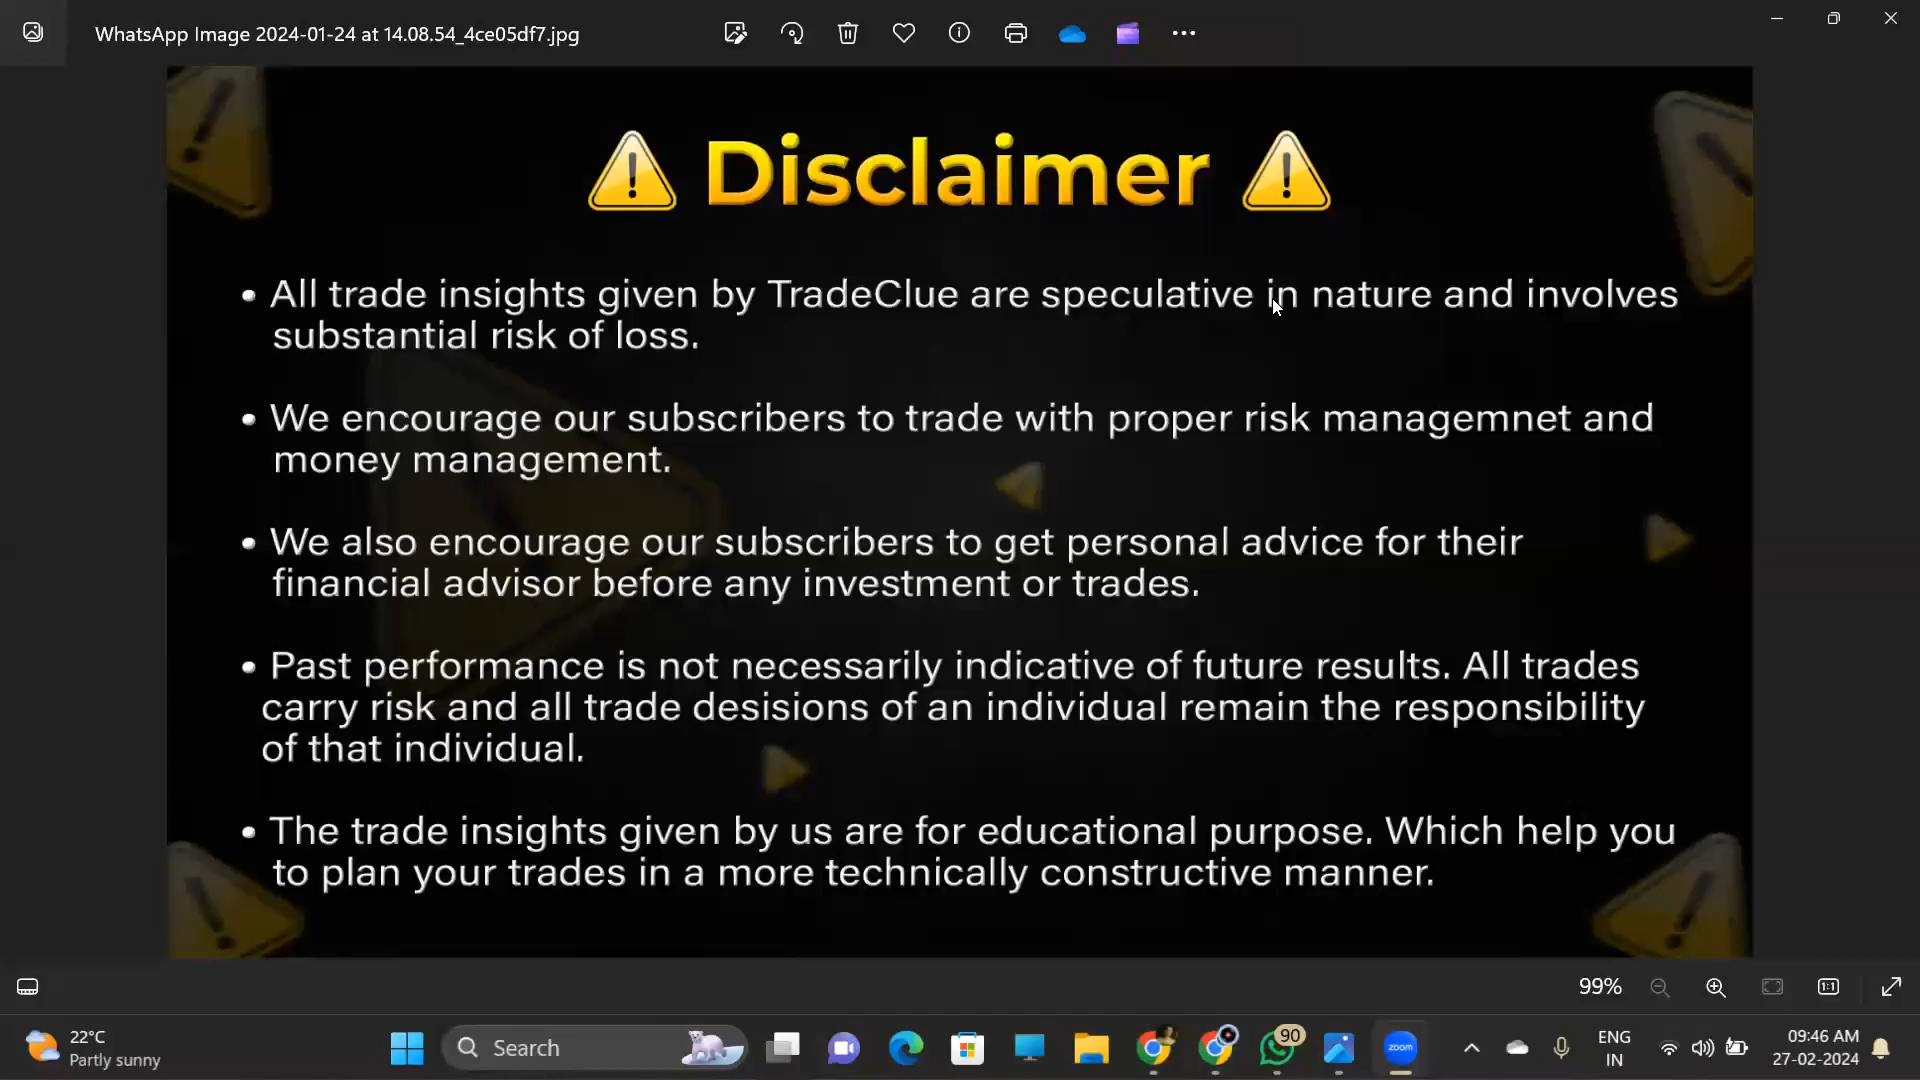 WhatsApp Image 2024-01-24 at 14.08.54_4ce05df7.jpg
Disclaimer
• All trade insights given by TradeClue are speculative in nature and involves
substantial risk of loss.
• We encourage our subscribers to trade with proper risk managemnet and
money management.
• We also encourage our subscribers to get personal advice for their
financial advisor before any investment or trades.
• Past performance is not necessarily indicative of future results. All trades
carry risk and all trade desisions of an individual remain the responsibility
of that individual.
• The trade insights given by us are for educational purpose. Which help you
to plan your trades in a more technically constructive manner.
99%
1:1
22°C
Partly sunny
Search
90
zoom
ENG
IN
09:46 AM
27-02-2024